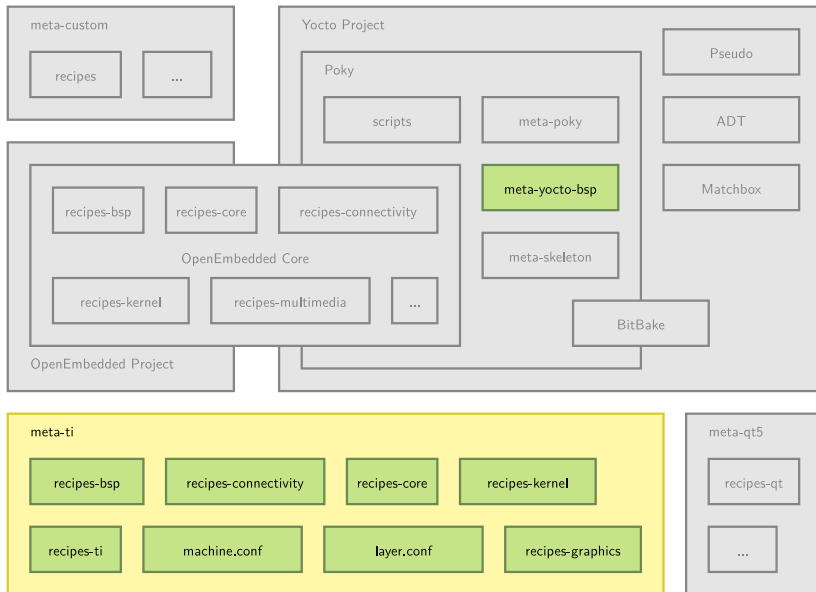 meta-custom
recipes
...
Yocto Project
Poky
scripts
meta-poky
meta-yocto-bsp
meta-skeleton
Pseudo
ADT
Matchbox
BitBake
recipes-bsp
recipes-core
recipes-connectivity
OpenEmbedded Core
recipes-kernel
recipes-multimedia
...
OpenEmbedded Project
meta-ti
recipes-bsp
recipes-connectivity
recipes-core
recipes-kernel
recipes-ti
machine.conf
layer.conf
recipes-graphics
meta-qt5
recipes-qt
...